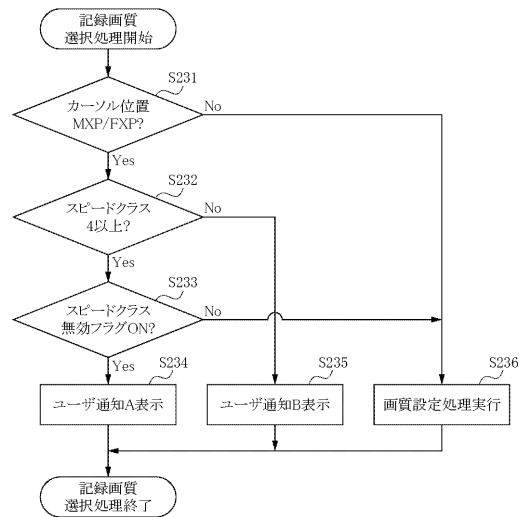 記録画質
選択処理開始
S231
カーソル位置
MXP/FXP?
No
Yes
S232
スピードクラス
4以上?
No
Yes
S233
スピードクラス
無効フラグON?
No
Yes
S234
ユーザ通知A表示
S235
ユーザ通知B表示
S236
画質設定処理実行
記録画質
選択処理終了